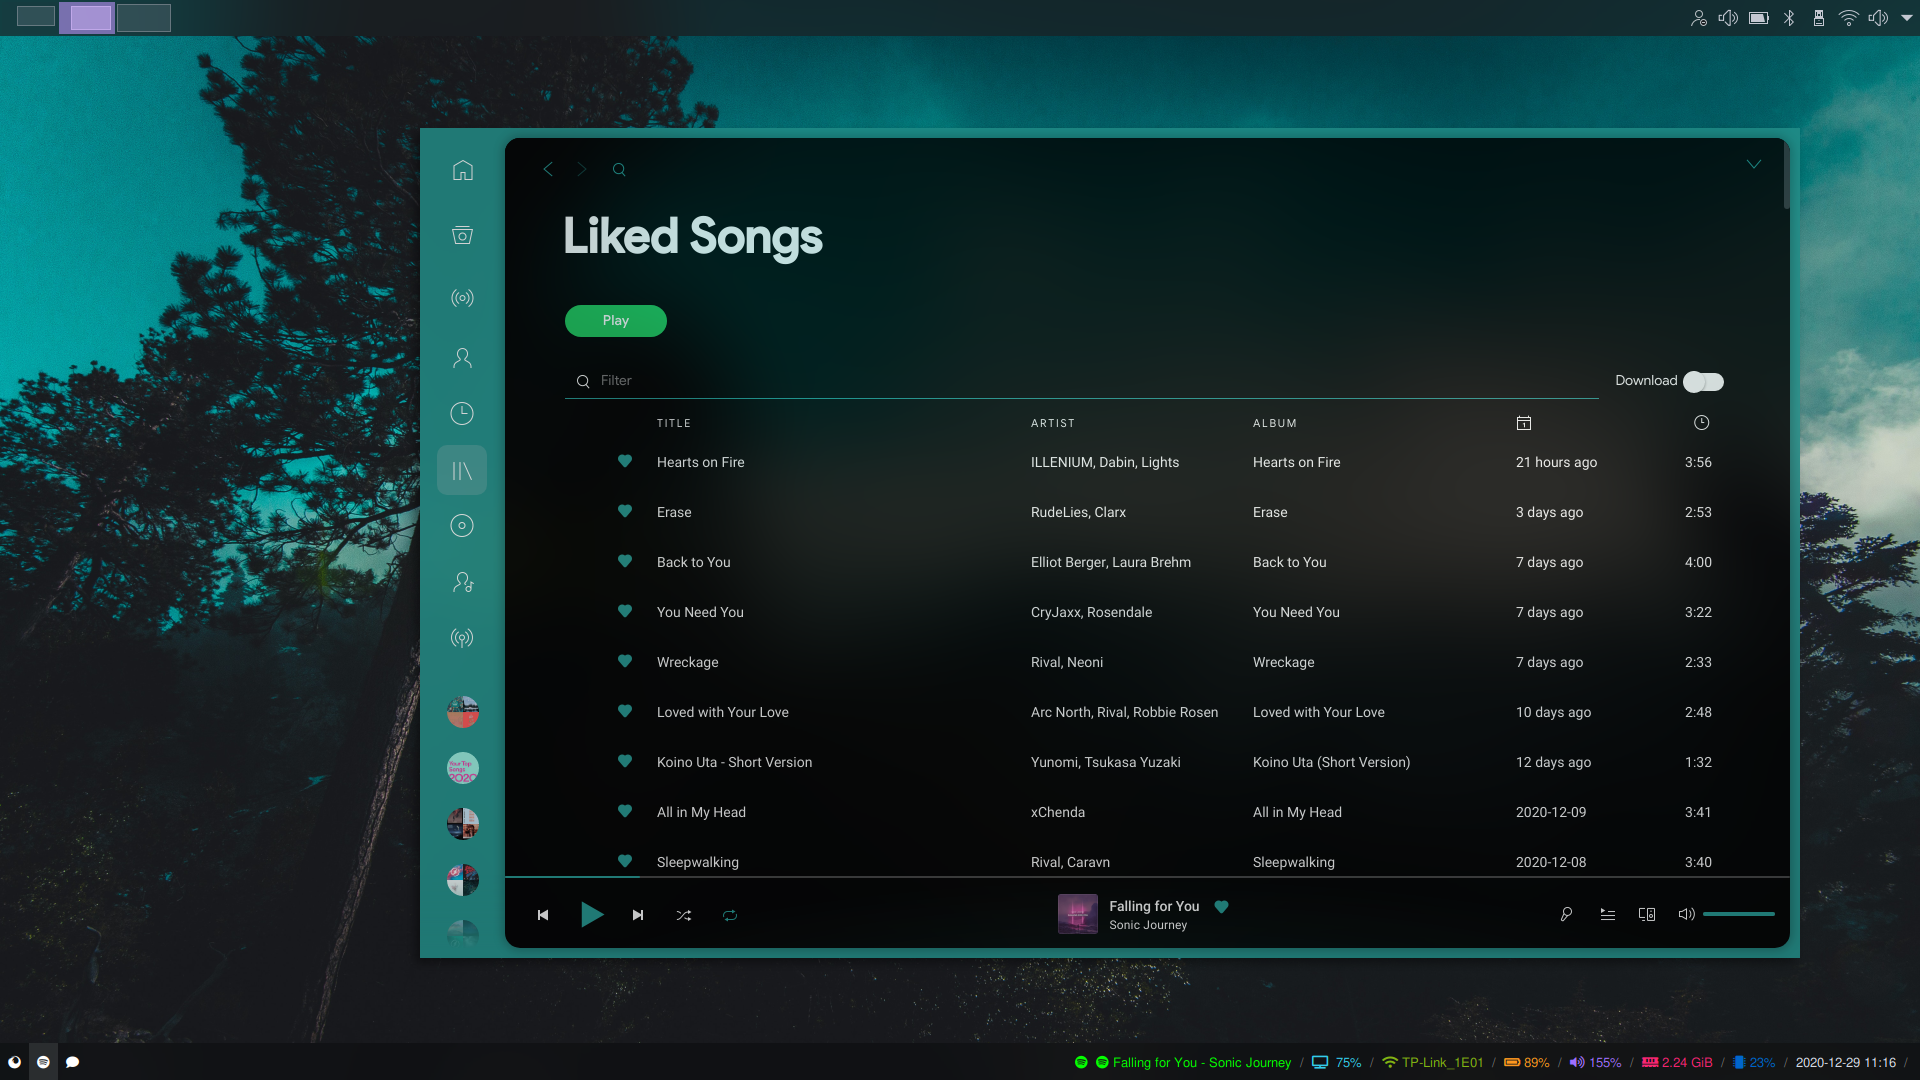 Liked Songs
Play
Filter
Download
TITLE ARTIST ALBUM
Hearts on Fire ILLENIUM, Dabin, Lights Hearts on Fire 21 hours ago 3:56
Erase RudeLies, Clarx Erase 3 days ago 2:53
Back to You Elliot Berger, Laura Brehm Back to You 7 days ago 4:00
You Need You CryJaxx, Rosendale You Need You 7 days ago 3:22
Wreckage Rival, Neoni Wreckage 7 days ago 2:33
Loved with Your Love Arc North, Rival, Robbie Rosen Loved with Your Love 10 days ago 2:48
Koino Uta - Short Version Yunomi, Tsukasa Yuzaki Koino Uta (Short Version) 12 days ago 1:32
All in My Head xChenda All in My Head 2020-12-09 3:41
Sleepwalking Rival, Caravn Sleepwalking 2020-12-08 3:40
Your Top
Songs
2020
Falling for You
Sonic Journey
Falling for You - Sonic Journey / 75% / TP-Link_1E01 / 89% / 155% / 2.24 GiB / 23% / 2020-12-29 11:16 /